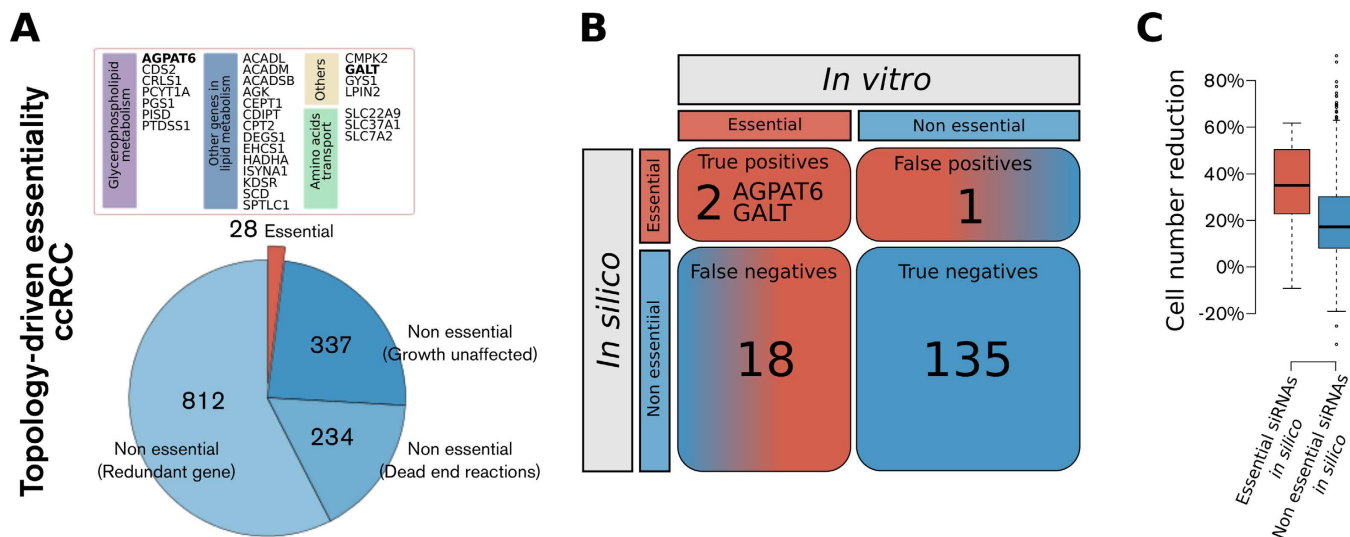 A
Topology-driven essentiality
ccRCC
Glycerophospholipid
metabolism
AGPAT6
CDS2
CRLS1
PCYT1A
PGS1
PISD
PTDSS1
Other genes in
lipid metabolism
ACADL
ACADM
ACADSB
AGK
CEPT1
CDIPT
CPT2
DEGS1
EHCS1
HADHA
ISYNA1
KDSR
SCD
SPTLC1
Others
CMPK2
GALT
GYS1
LPIN2
Amino acids
transport
SLC22A9
SLC37A1
SLC7A2
28 Essential
337
Non essential
(Growth unaffected)
812
Non essential
(Redundant gene)
234
Non essential
(Dead end reactions)
B
In vitro
Essential
Non essential
In silico
Essential
Non essentiial
True positives
2 AGPAT6
GALT
False positives
1
False negatives
18
True negatives
135
C
Cell number reduction
80%
60%
40%
20%
0%
-20%
Essential siRNAs
in silico
Non essential siRNAs
in silico